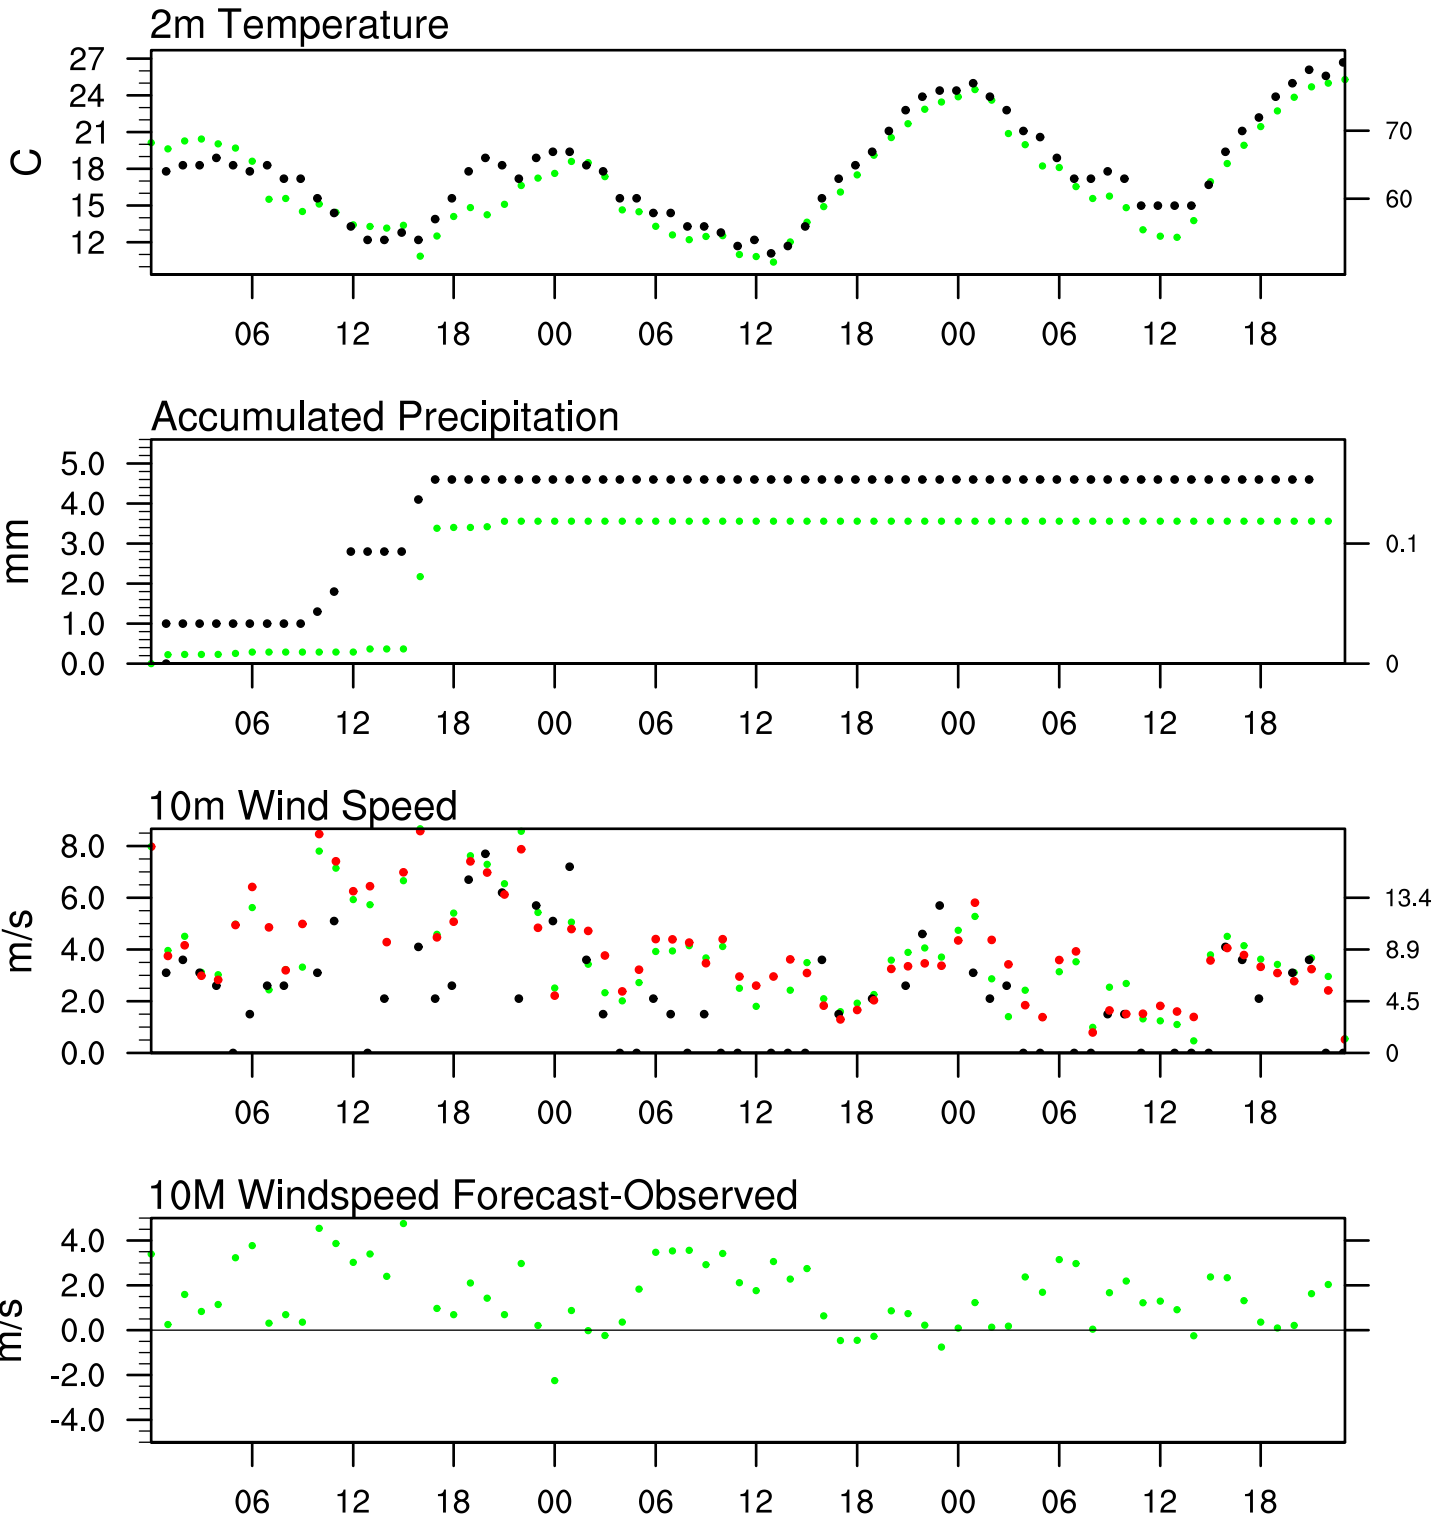 2m Temperature
27
24
21
18
15
12
C
70
60
06 12 18 00 06 12 18 00 06 12 18
Accumulated Precipitation
5.0
4.0
3.0
2.0
1.0
0.0
mm
0.1
0
06 12 18 00 06 12 18 00 06 12 18
10m Wind Speed
8.0
6.0
4.0
2.0
0.0
m/s
13.4
8.9
4.5
0
06 12 18 00 06 12 18 00 06 12 18
10M Windspeed Forecast-Observed
4.0
2.0
0.0
-2.0
-4.0
m/s
06 12 18 00 06 12 18 00 06 12 18